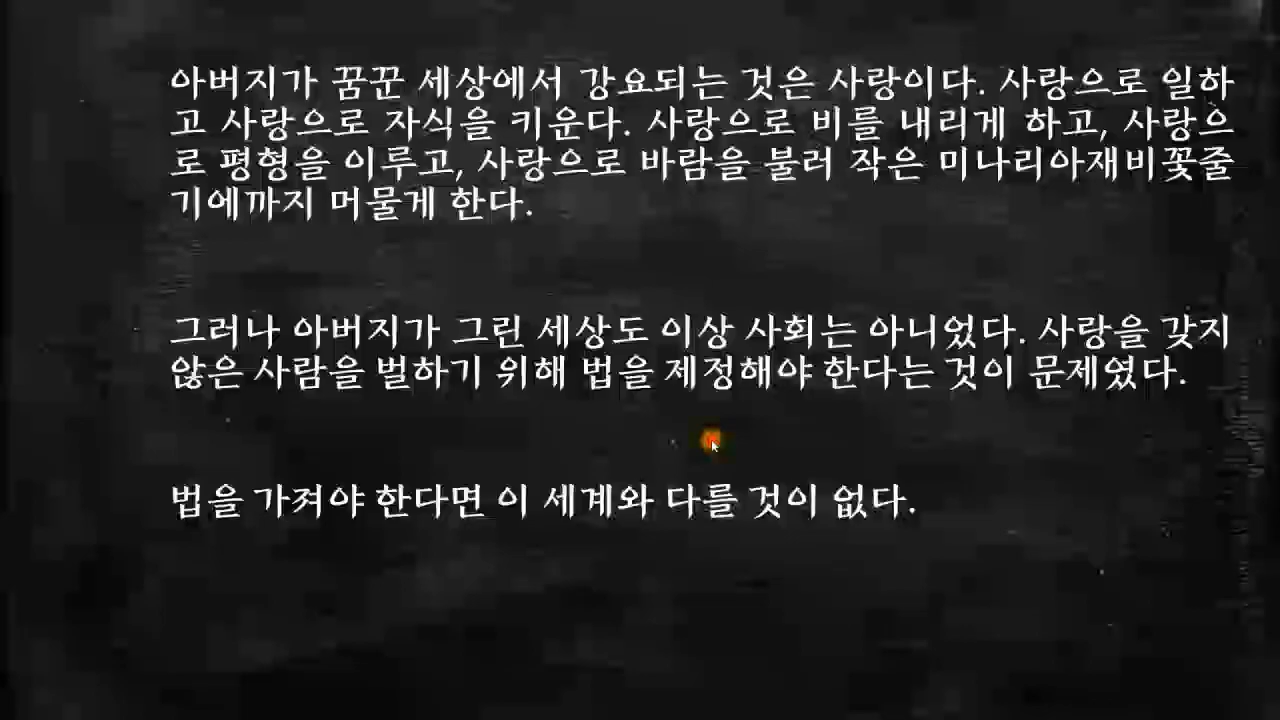 아버지가 꿈꾼 세상에서 강요되는 것은 사랑이다. 사랑으로 일하
고 사랑으로 자식을 키운다. 사랑으로 비를 내리게 하고, 사랑으
로 평형을 이루고, 사랑으로 바람을 불러 작은 미나리아재비꽃줄
기에까지 머물게 한다.
그러나 아버지가 그린 세상도 이상 사회는 아니었다. 사랑을 갖지
않은 사람을 벌하기 위해 법을 제정해야 한다는 것이 문제였다.
법을 가져야 한다면 이 세계와 다를 것이 없다.